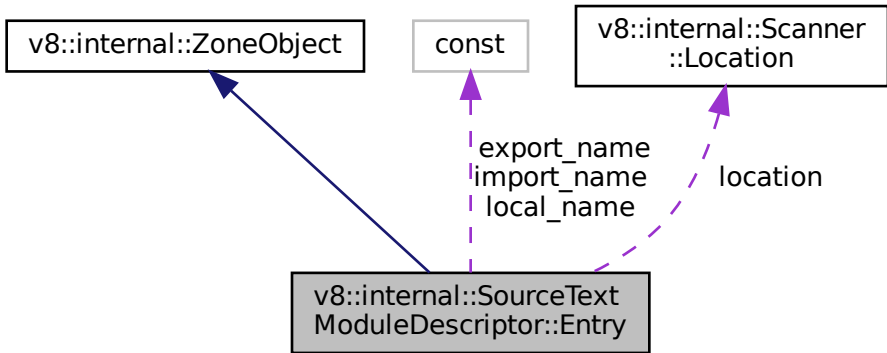 v8::internal::ZoneObject
const
v8::internal::Scanner
::Location
export_name
import_name
local_name
location
v8::internal::SourceText
ModuleDescriptor::Entry